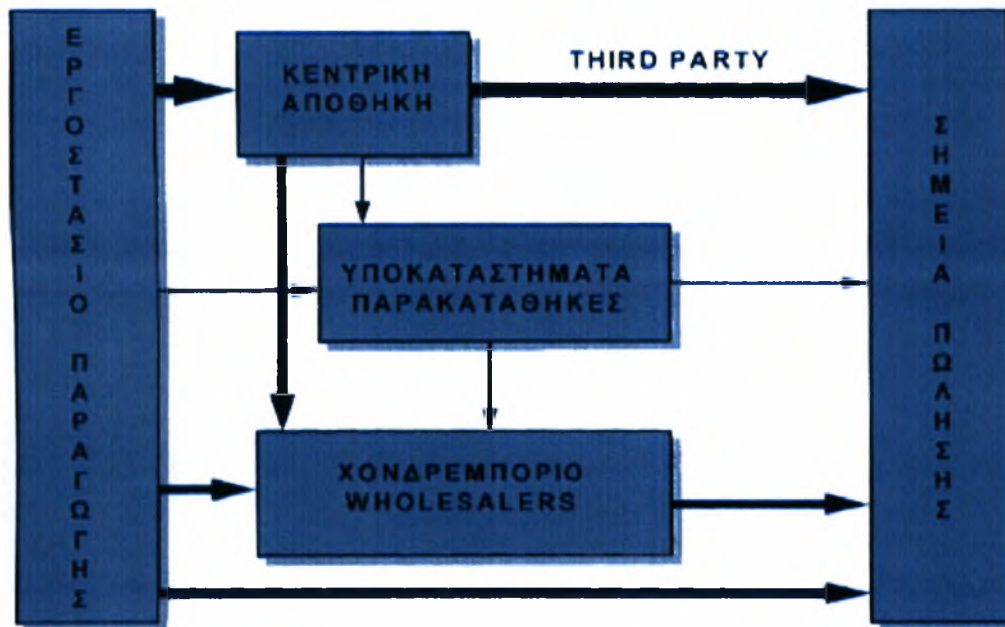 ΕΡΓΟΣΤΑΣΙΟ ΠΑΡΑΓΩΓΗΣ
ΚΕΝΤΡΙΚΗ
ΑΠΟΘΗΚΗ
THIRD PARTY
ΥΠΟΚΑΤΑΣΤΗΜΑΤΑ
ΠΑΡΑΚΑΤΑΘΗΚΕΣ
ΧΟΝΔΡΕΜΠΟΡΙΟ
WHOLESALERS
ΣΗΜΕΙΑ ΠΩΛΗΣΗΣ